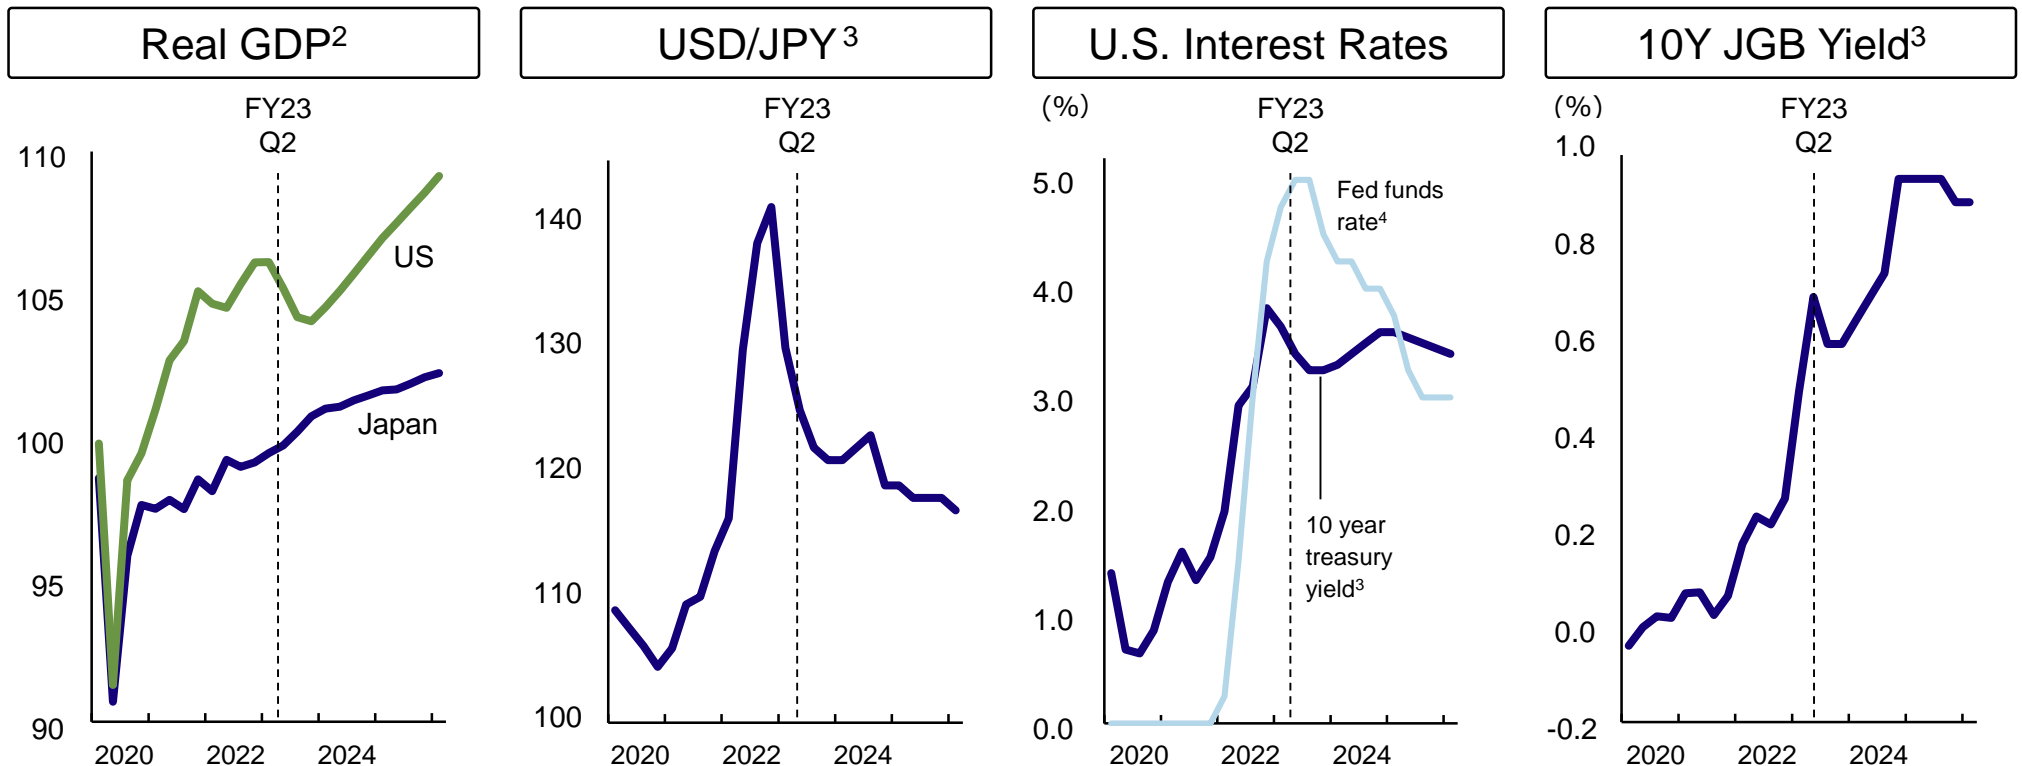 Real GDP2
FY23
Q2
110
105
100
95
90
US
Japan
2020 2022 2024
USD/JPY 3
FY23
Q2
140
130
120
110
100
2020 2022 2024
U.S. Interest Rates
(%)
FY23
Q2
5.0
4.0
3.0
2.0
1.0
0.0
Fed funds
rate4
10 year
treasury
yield3
2020 2022 2024
10Y JGB Yield3
(%)
FY23
Q2
1.0
0.8
0.6
0.4
0.2
0.0
-0.2
2020 2022 2024